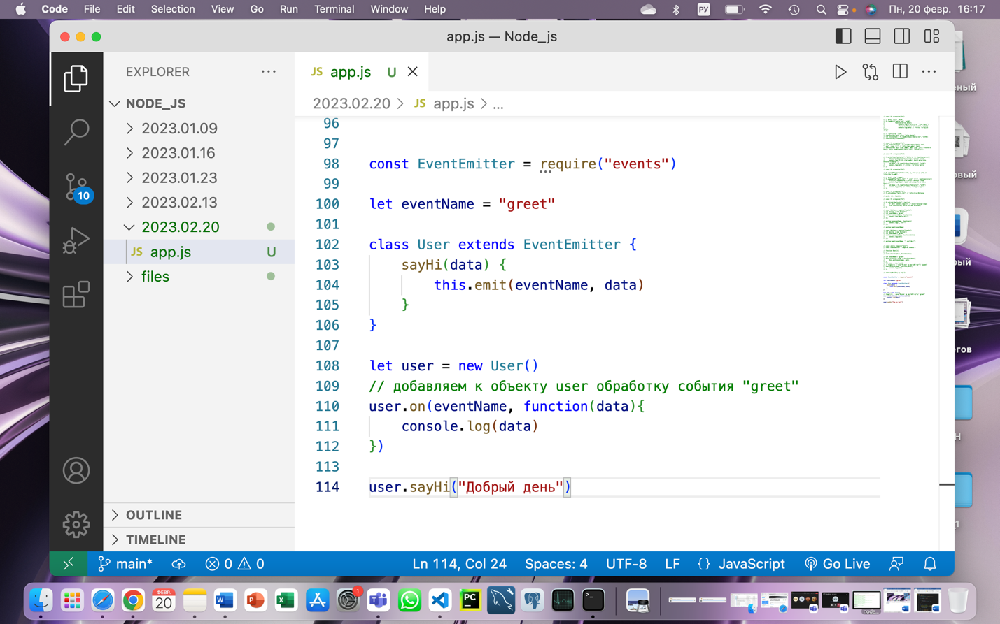 Code File Edit Selection View Go Run Terminal Window Help РУ Пн, 20 февр. 16:17
app.js — Node_js
EXPLORER
NODE_JS
2023.01.09
2023.01.16
2023.01.23
2023.02.13
2023.02.20
JS app.js U
files
10
OUTLINE
TIMELINE
JS app.js U
2023.02.20 > JS app.js > ...
96
97
98 const EventEmitter = require("events")
99
100 let eventName = "greet"
101
102 class User extends EventEmitter {
103 sayHi(data) {
104 this.emit(eventName, data)
105 }
106 }
107
108 let user = new User()
109 // добавляем к объекту user обработку события "greet"
110 user.on(eventName, function(data){
111 console.log(data)
112 })
113
114 user.sayHi("Добрый день")
main* 0 0 Ln 114, Col 24 Spaces: 4 UTF-8 LF {} JavaScript Go Live
ФЕВР.
20
W
P
X
1
PC